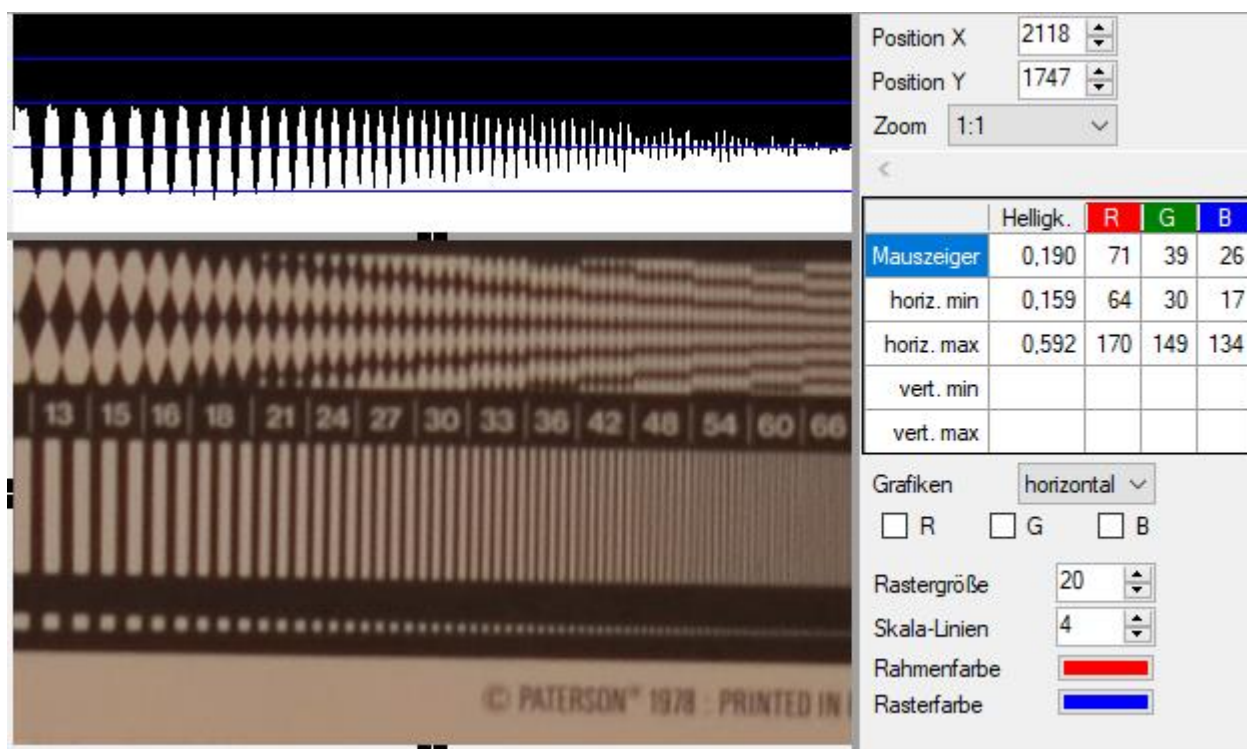 Position X 2118
Position Y 1747
Zoom 1:1
<
Helligk. R G B
Mauszeiger 0,190 71 39 26
horiz. min 0,159 64 30 17
horiz. max 0,592 170 149 134
vert. min
vert. max
13 15 16 18 21 24 27 30 33 36 42 48 54 60 66
Grafiken horizontal
R G B
Rastergröße 20
Skala-Linien 4
Rahmenfarbe
Rasterfarbe
© PATERSON 1978 : PRINTED IN